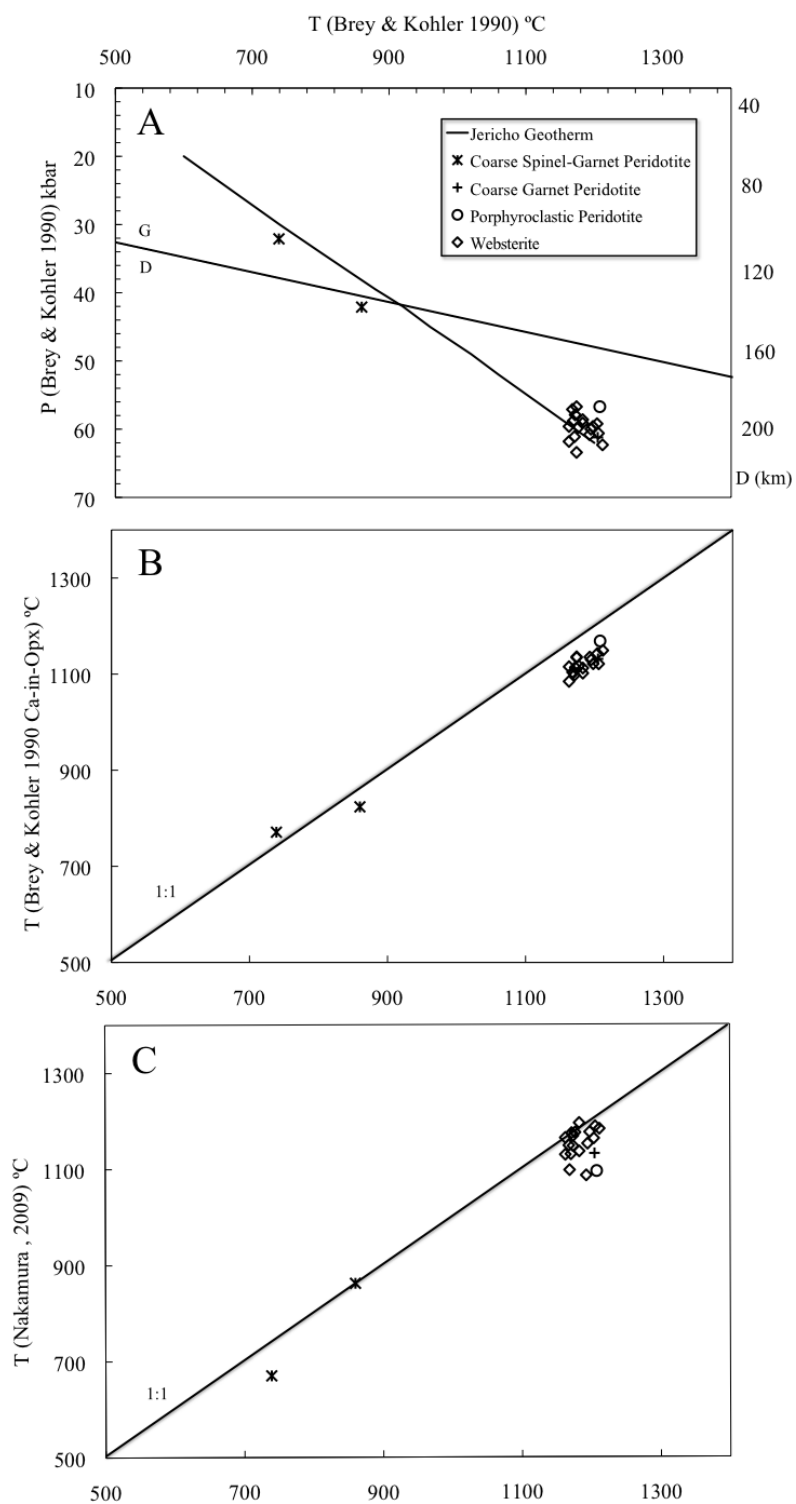 T (Brey & Kohler 1990) ºC
500 700 900 1100 1300
10
20
30
40
50
60
70
P (Brey & Kohler 1990) kbar
A
G
D
Jericho Geotherm
Coarse Spinel-Garnet Peridotite
Coarse Garnet Peridotite
Porphyroclastic Peridotite
Websterite
40
80
120
160
200
D (km)
B
T (Brey & Kohler 1990 Ca-in-Opx) ºC
1300
1100
900
700
500
1:1
500 700 900 1100 1300
C
T (Nakamura , 2009) ºC
1300
1100
900
700
500
1:1
500 700 900 1100 1300